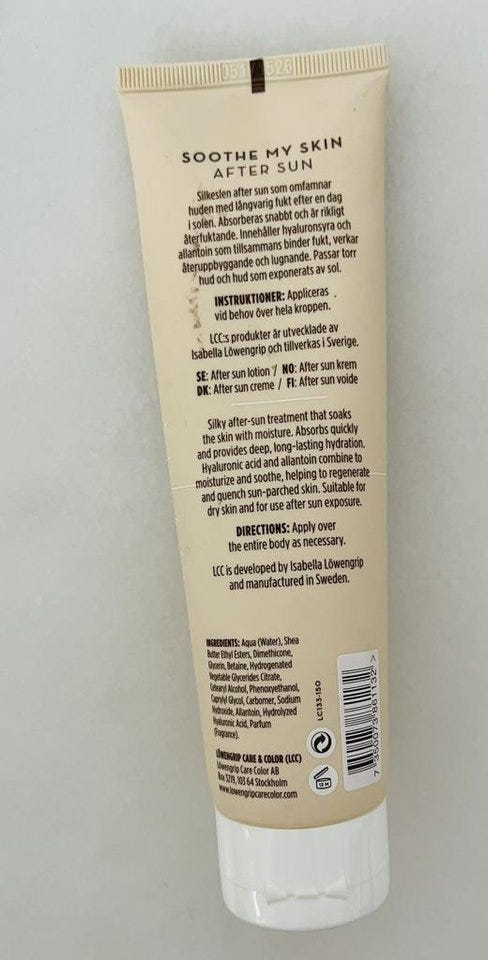 SOOTHE MY SKIN
AFTER SUN
Silkeslen after sun som omfamnar
huden med långvarig fukt efter en dag
i solen. Absorberas snabbt och är rikligt
återfuktande. Innehåller hyaluronsyra och
allantoin som tillsammans binder fukt, verkar
återuppbyggande och lugnande. Passar torr
hud och hud som exponerats av sol.
INSTRUKTIONER: Appliceras
vid behov över hela kroppen.
LCC:s produkter är utvecklade av
Isabella Löwengrip och tillverkas i Sverige.
SE: After sun lotion / NO: After sun krem
DK: After sun creme / FI: After sun voide
Silky after-sun treatment that soaks
the skin with moisture. Absorbs quickly
and provides deep, long-lasting hydration.
Hyaluronic acid and allantoin combine to
moisturize and soothe, helping to regenerate
and quench sun-parched skin. Suitable for
dry skin and for use after sun exposure.
DIRECTIONS: Apply over
the entire body as necessary.
LCC is developed by Isabella Löwengrip
and manufactured in Sweden.
INGREDIENTS: Aqua (Water), Shea
Butter Ethyl Esters, Dimethicone,
Glycerin, Betaine, Hydrogenated
Vegetable Glycerides Citrate,
Cetearyl Alcohol, Phenoxyethanol,
Caprylyl Glycol, Carbomer, Sodium
Hydroxide, Allantoin, Hydrolyzed
Hyaluronic Acid, Parfum
(Fragrance).
LÖWENGRIP CARE & COLOR (LCC)
Löwengrip Care Color AB
Box 3219, 103 64 Stockholm
www.lowengripcarecolor.com
LC133-150
12 M
7 350073 861132 >